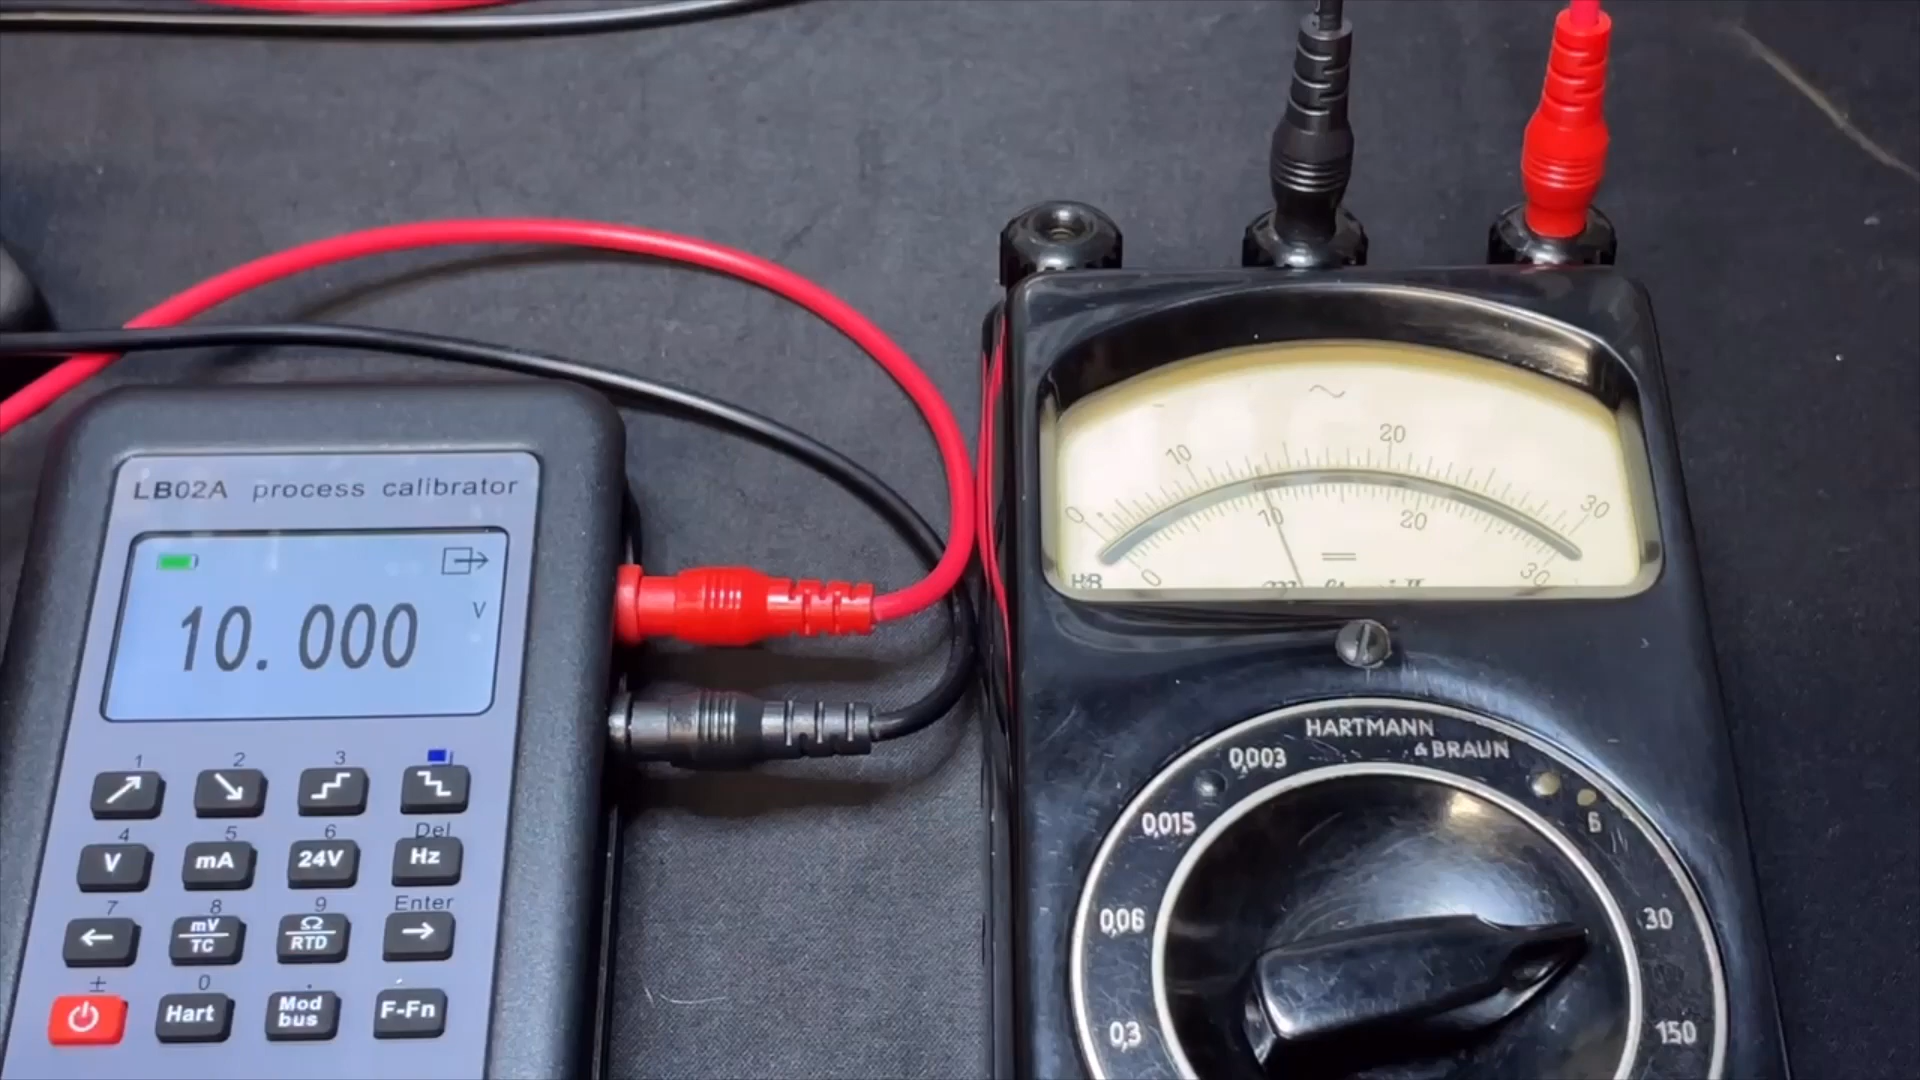 LB02A process calibrator
10.000
V
1 2 3
4 5 6 Del
V mA 24V Hz
7 8 9 Enter
mV
TC
Ω
RTD
± 0 .
Hart
Mod
bus
F-Fn
10 20 30
0
10 20 30
0
H&B
HARTMANN
& BRAUN
0,003
0,015
0,06
0,3
6
30
150